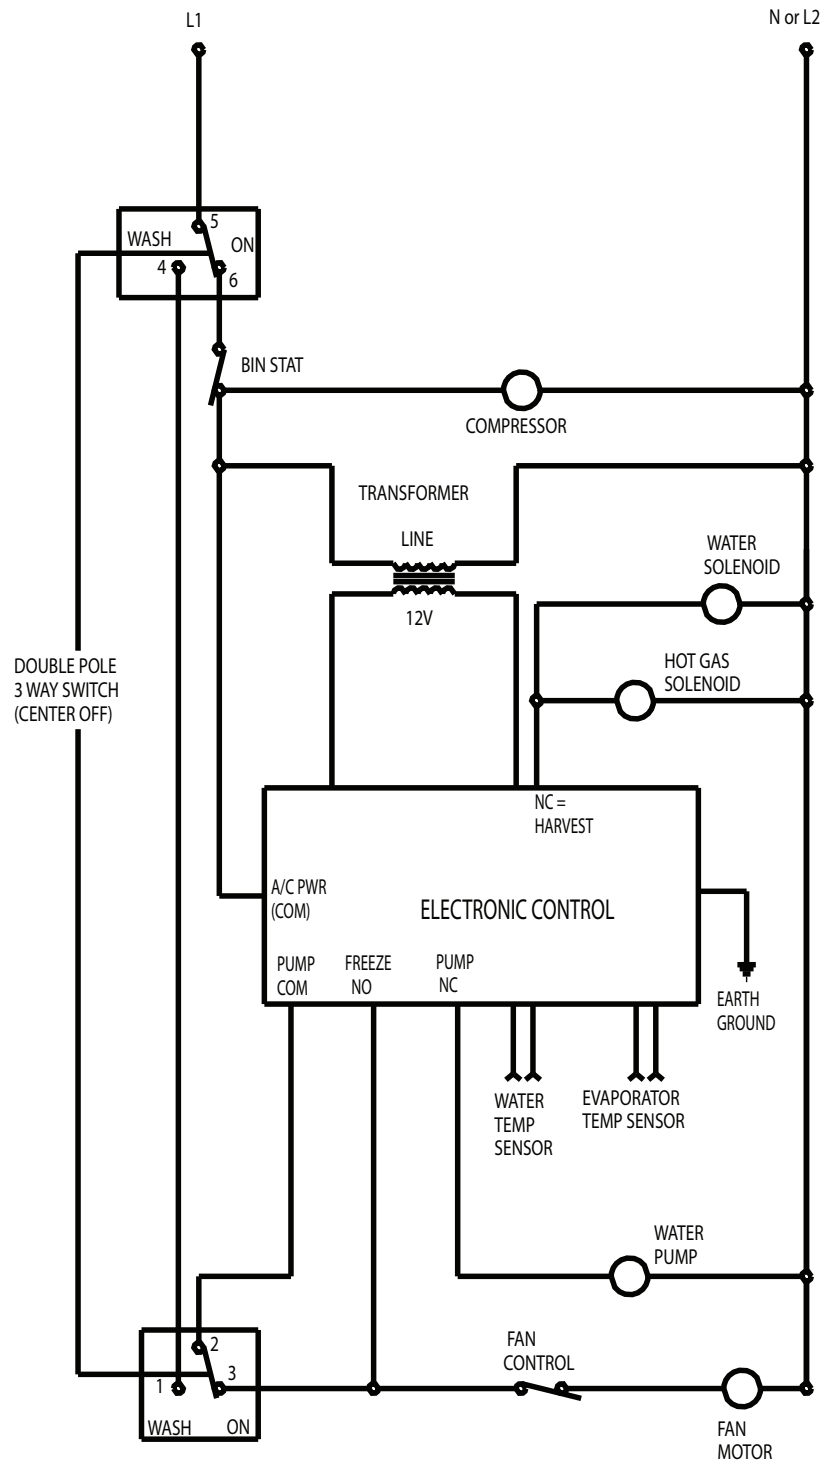 L1
N or L2
5
WASH
ON
4
6
BIN STAT
COMPRESSOR
TRANSFORMER
LINE
12V
WATER
SOLENOID
HOT GAS
SOLENOID
DOUBLE POLE
3 WAY SWITCH
(CENTER OFF)
NC =
HARVEST
A/C PWR
(COM)
ELECTRONIC CONTROL
PUMP
COM
FREEZE
NO
PUMP
NC
EARTH
GROUND
WATER
TEMP
SENSOR
EVAPORATOR
TEMP SENSOR
WATER
PUMP
2
FAN
CONTROL
1
3
WASH
ON
FAN
MOTOR